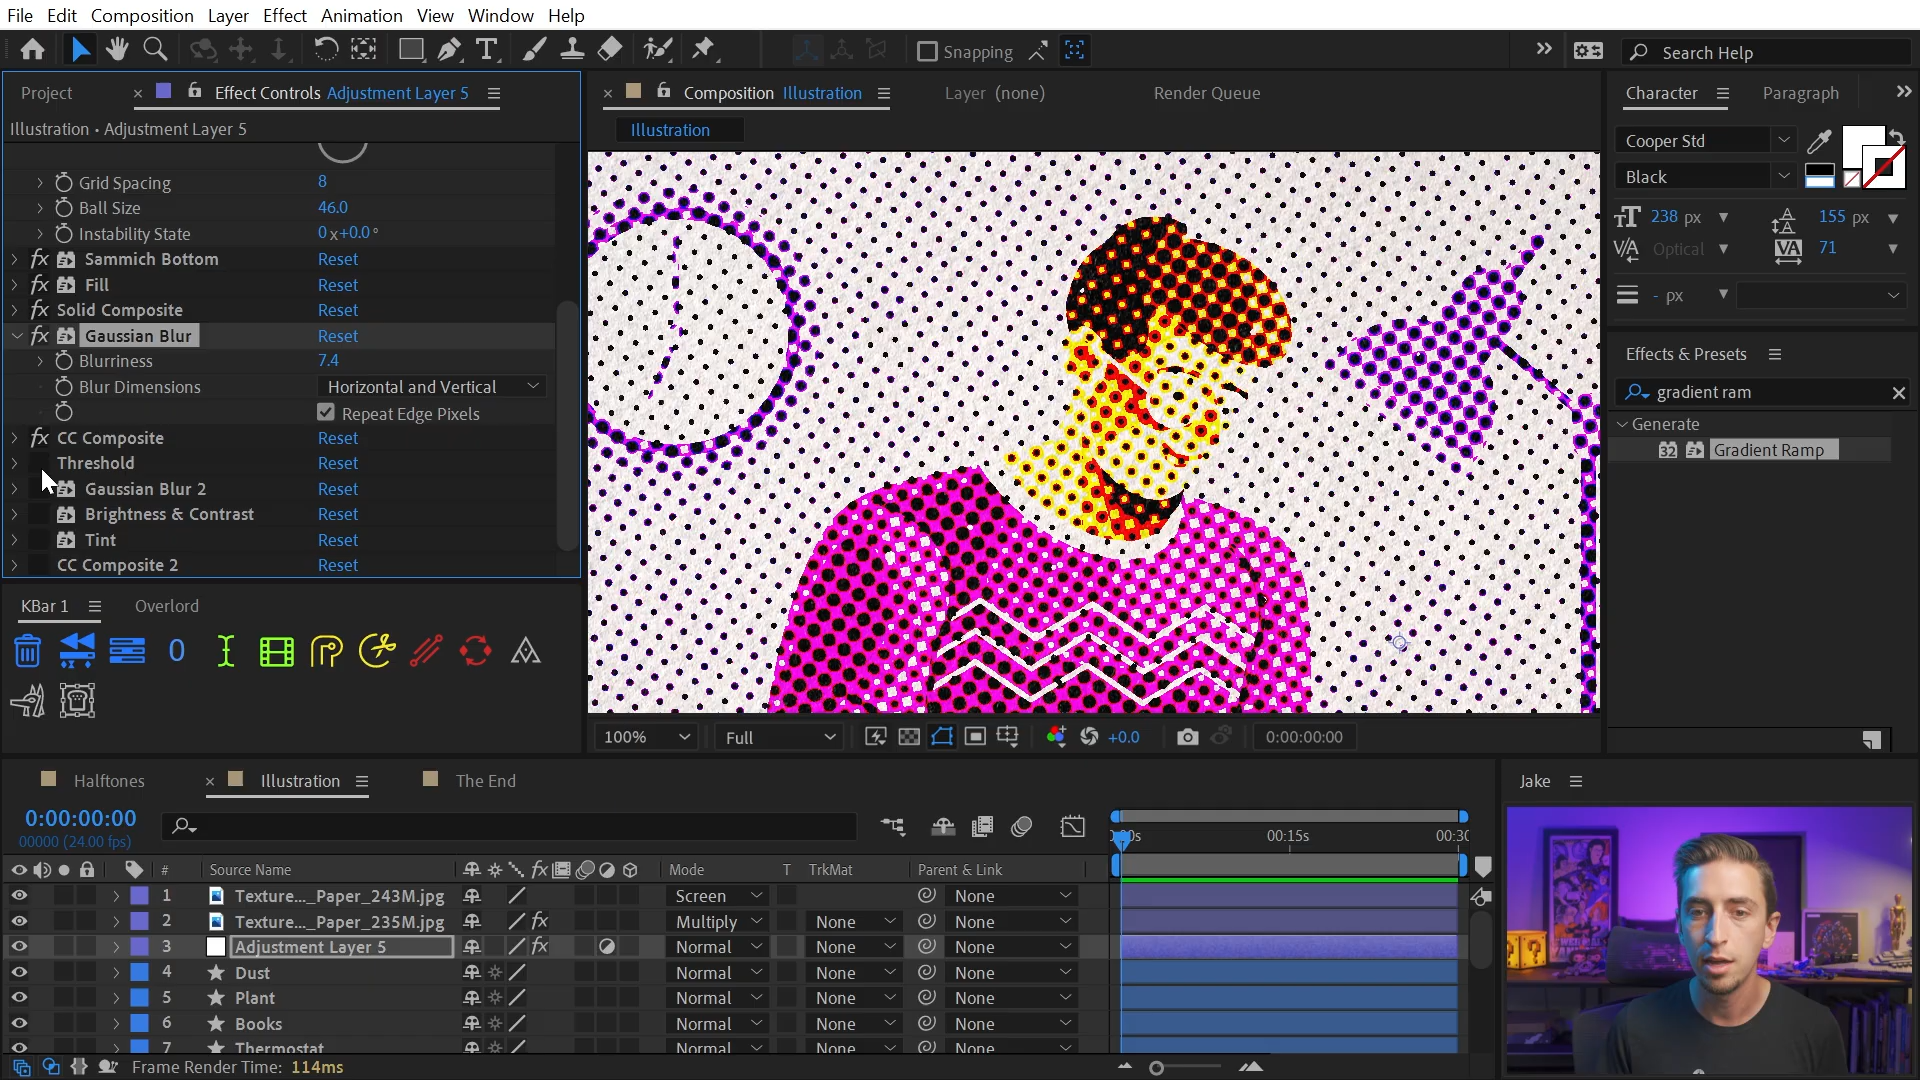 File Edit Composition Layer Effect Animation View Window Help
Snapping
Search Help
Project
Effect Controls Adjustment Layer 5
Composition Illustration
Layer (none)
Render Queue
Character
Paragraph
Illustration • Adjustment Layer 5
Illustration
Grid Spacing 8
Ball Size 46.0
Instability State 0x+0.0°
Sammich Bottom Reset
Fill Reset
Solid Composite Reset
Gaussian Blur Reset
Blurriness 7.4
Blur Dimensions Horizontal and Vertical
Repeat Edge Pixels
CC Composite Reset
Threshold Reset
Gaussian Blur 2 Reset
Brightness & Contrast Reset
Tint Reset
CC Composite 2 Reset
Cooper Std
Black
238 px 155 px
Optical 71
- px
Effects & Presets
gradient ram
Generate
32 Gradient Ramp
KBar 1 Overlord
0
100% Full +0.0 0:00:00:00
Halftones Illustration The End
Jake
0:00:00:00
00000 (24.00 fps)
00:15s
# Source Name Mode T TrkMat Parent & Link
1 Texture..._Paper_243M.jpg Screen None
2 Texture..._Paper_235M.jpg Multiply None None
3 Adjustment Layer 5 Normal None None
4 Dust Normal None None
5 Plant Normal None None
6 Books Normal None None
7 Thermostat Normal None None
Frame Render Time: 114ms